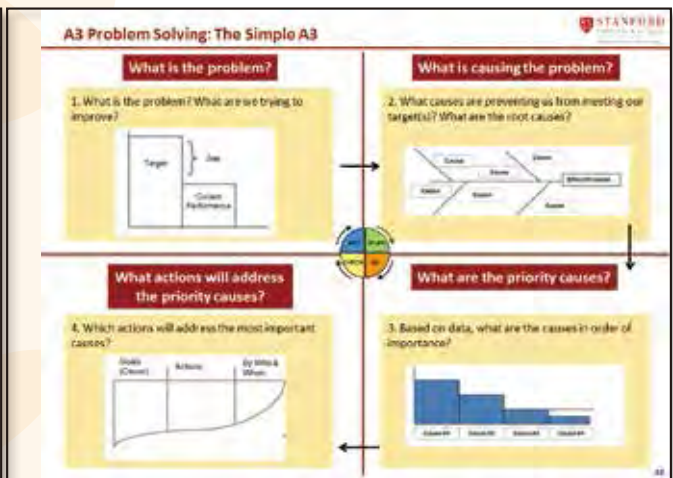 A3 Problem Solving: The Simple A3
STANFORD
What is the problem?
1. What is the problem? What are we trying to
improve?
Target
Gap
Current
Performance
What is causing the problem?
2. What causes are preventing us from meeting our
target(s)? What are the root causes?
Cause
Cause
Cause
Cause
Cause
Cause
ACT
PLAN
CHECK
DO
What actions will address
the priority causes?
4. Which actions will address the most important
causes?
Goals
(Cause)
Actions
By Who &
When
What are the priority causes?
3. Based on data, what are the causes in order of
importance?